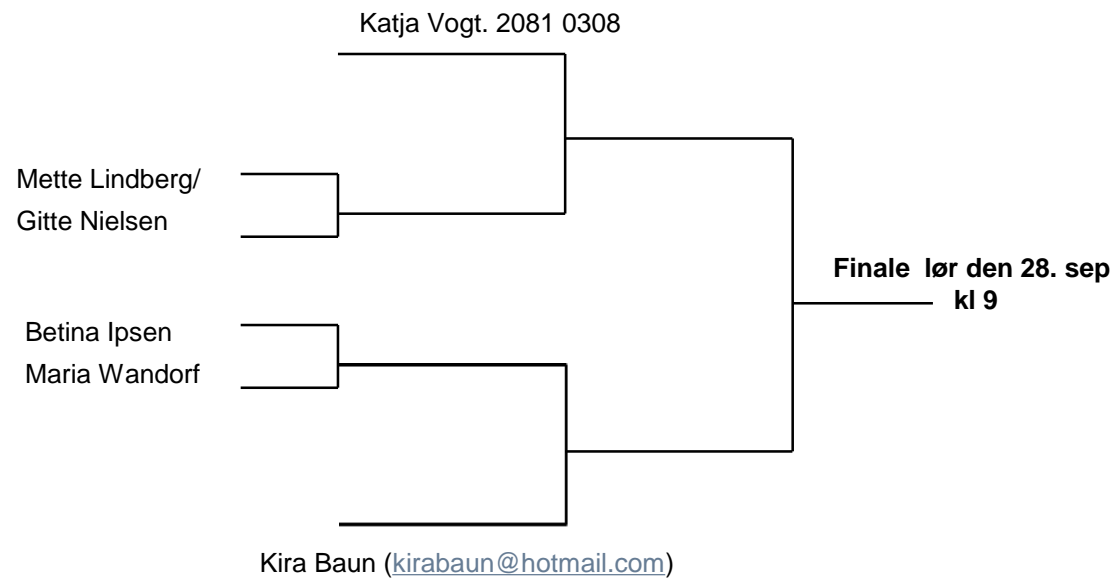 Katja Vogt. 2081 0308
Mette Lindberg/
Gitte Nielsen
Finale  lør den 28. sep
kl 9
Betina Ipsen
Maria Wandorf
Kira Baun (kirabaun@hotmail.com)